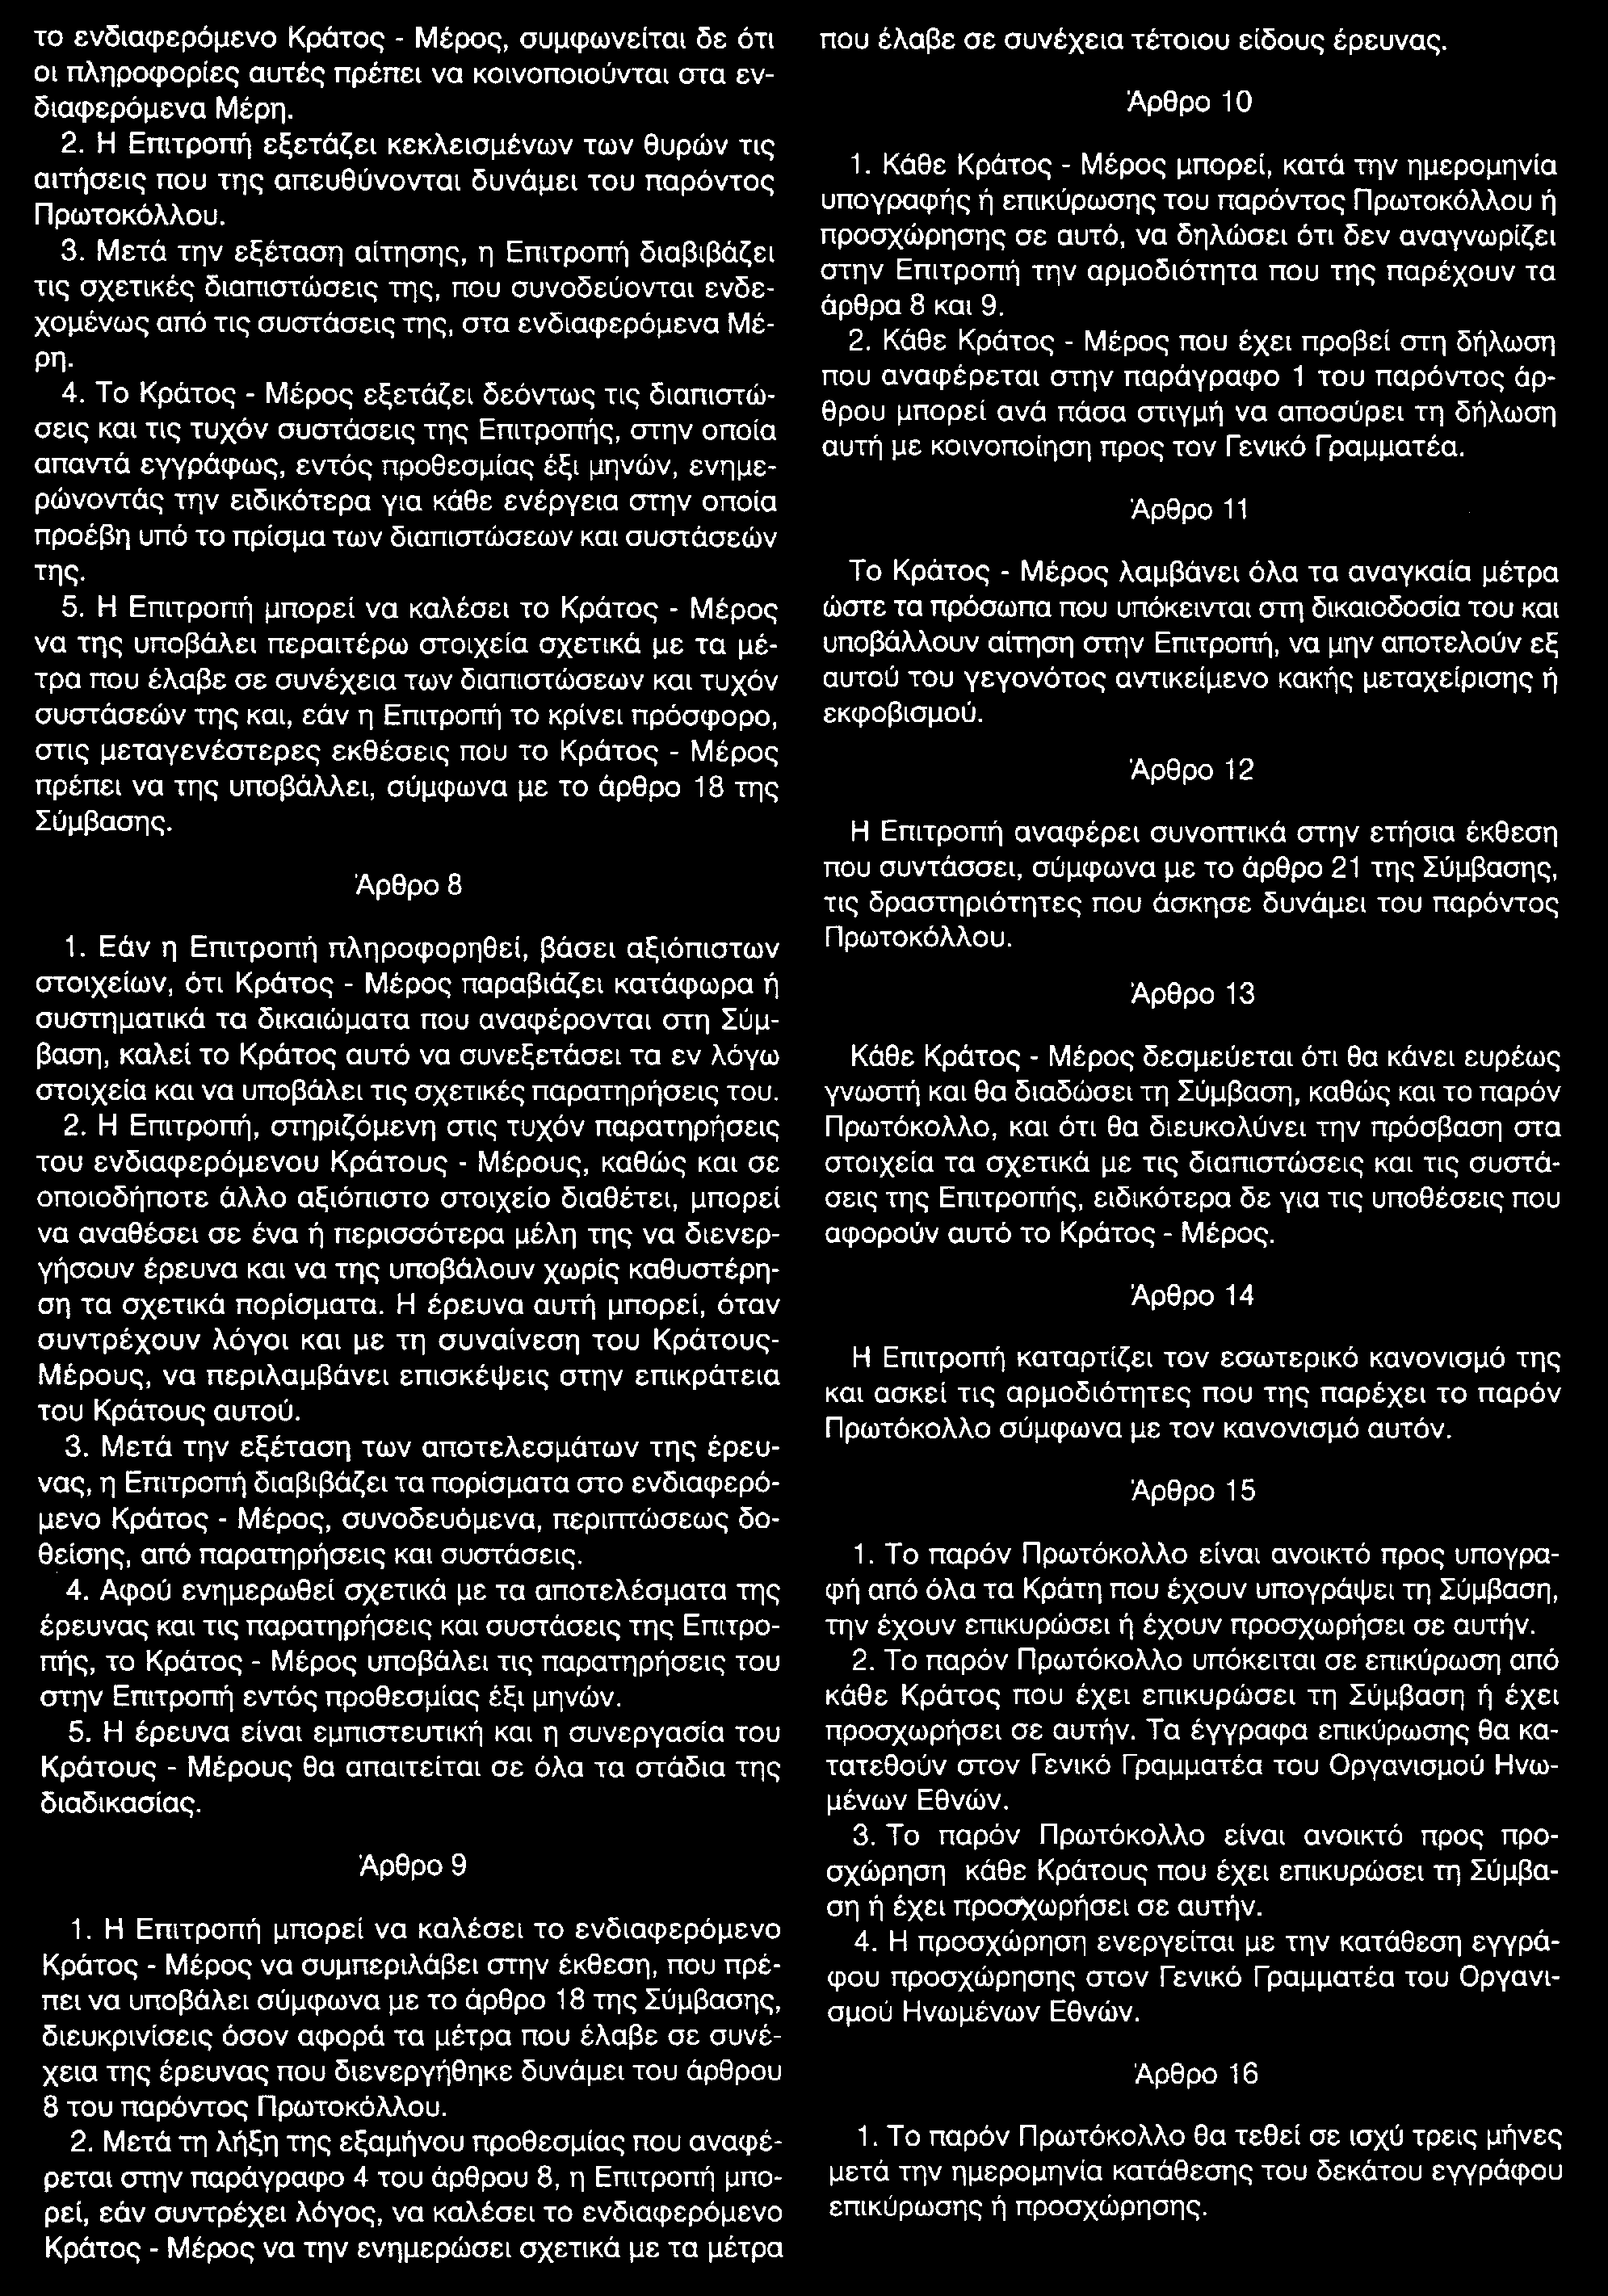 το ενδιαφερόμενο Κράτος - Μέρος, συμφωνείται δε ότι
οι πληροφορίες αυτές πρέπει να κοινοποιούνται στα εν-
διαφερόμενα Μέρη.
2. Η Επιτροπή εξετάζει κεκλεισμένων των θυρών τις
αιτήσεις που της απευθύνονται δυνάμει του παρόντος
Πρωτοκόλλου.
3. Μετά την εξέταση αίτησης, η Επιτροπή διαβιβάζει
τις σχετικές διαπιστώσεις της, που συνοδεύονται ενδε-
χομένως από τις συστάσεις της, στα ενδιαφερόμενα Μέ-
ρη.
4. Το Κράτος - Μέρος εξετάζει δεόντως τις διαπιστώ-
σεις και τις τυχόν συστάσεις της Επιτροπής, στην οποία
απαντά εγγράφως, εντός προθεσμίας έξι μηνών, ενημε-
ρώνοντάς την ειδικότερα για κάθε ενέργεια στην οποία
προέβη υπό το πρίσμα των διαπιστώσεων και συστάσεών
της.
5. Η Επιτροπή μπορεί να καλέσει το Κράτος - Μέρος
να της υποβάλει περαιτέρω στοιχεία σχετικά με τα μέ-
τρα που έλαβε σε συνέχεια των διαπιστώσεων και τυχόν
συστάσεών της και, εάν η Επιτροπή το κρίνει πρόσφορο,
στις μεταγενέστερες εκθέσεις που το Κράτος - Μέρος
πρέπει να της υποβάλλει, σύμφωνα με το άρθρο 18 της
Σύμβασης.
Άρθρο 8
1. Εάν η Επιτροπή πληροφορηθεί, βάσει αξιόπιστων
στοιχείων, ότι Κράτος - Μέρος παραβιάζει κατάφωρα ή
συστηματικά τα δικαιώματα που αναφέρονται στη Σύμ-
βαση, καλεί το Κράτος αυτό να συνεξετάσει τα εν λόγω
στοιχεία και να υποβάλει τις σχετικές παρατηρήσεις του.
2. Η Επιτροπή, στηριζόμενη στις τυχόν παρατηρήσεις
του ενδιαφερόμενου Κράτους - Μέρους, καθώς και σε
οποιοδήποτε άλλο αξιόπιστο στοιχείο διαθέτει, μπορεί
να αναθέσει σε ένα ή περισσότερα μέλη της να διενερ-
γήσουν έρευνα και να της υποβάλουν χωρίς καθυστέρη-
ση τα σχετικά πορίσματα. Η έρευνα αυτή μπορεί, όταν
συντρέχουν λόγοι και με τη συναίνεση του Κράτους-
Μέρους, να περιλαμβάνει επισκέψεις στην επικράτεια
του Κράτους αυτού.
3. Μετά την εξέταση των αποτελεσμάτων της έρευ-
νας, η Επιτροπή διαβιβάζει τα πορίσματα στο ενδιαφερό-
μενο Κράτος - Μέρος, συνοδευόμενα, περιπτώσεως δο-
θείσης, από παρατηρήσεις και συστάσεις.
4. Αφού ενημερωθεί σχετικά με τα αποτελέσματα της
έρευνας και τις παρατηρήσεις και συστάσεις της Επιτρο-
πής, το Κράτος - Μέρος υποβάλει τις παρατηρήσεις του
στην Επιτροπή εντός προθεσμίας έξι μηνών.
5. Η έρευνα είναι εμπιστευτική και η συνεργασία του
Κράτους - Μέρους θα απαιτείται σε όλα τα στάδια της
διαδικασίας.
Άρθρο 9
1. Η Επιτροπή μπορεί να καλέσει το ενδιαφερόμενο
Κράτος - Μέρος να συμπεριλάβει στην έκθεση, που πρέ-
πει να υποβάλει σύμφωνα με το άρθρο 18 της Σύμβασης,
διευκρινίσεις όσον αφορά τα μέτρα που έλαβε σε συνέ-
χεια της έρευνας που διενεργήθηκε δυνάμει του άρθρου
8 του παρόντος Πρωτοκόλλου.
2. Μετά τη λήξη της εξαμήνου προθεσμίας που αναφέ-
ρεται στην παράγραφο 4 του άρθρου 8, η Επιτροπή μπο-
ρεί, εάν συντρέχει λόγος, να καλέσει το ενδιαφερόμενο
Κράτος - Μέρος να την ενημερώσει σχετικά με τα μέτρα
που έλαβε σε συνέχεια τέτοιου είδους έρευνας.
Άρθρο 10
1. Κάθε Κράτος - Μέρος μπορεί, κατά την ημερομηνία
υπογραφής ή επικύρωσης του παρόντος Πρωτοκόλλου ή
προσχώρησης σε αυτό, να δηλώσει ότι δεν αναγνωρίζει
στην Επιτροπή την αρμοδιότητα που της παρέχουν τα
άρθρα 8 και 9.
2. Κάθε Κράτος - Μέρος που έχει προβεί στη δήλωση
που αναφέρεται στην παράγραφο 1 του παρόντος άρ-
θρου μπορεί ανά πάσα στιγμή να αποσύρει τη δήλωση
αυτή με κοινοποίηση προς τον Γενικό Γραμματέα.
Άρθρο 11
Το Κράτος - Μέρος λαμβάνει όλα τα αναγκαία μέτρα
ώστε τα πρόσωπα που υπόκεινται στη δικαιοδοσία του και
υποβάλλουν αίτηση στην Επιτροπή, να μην αποτελούν εξ
αυτού του γεγονότος αντικείμενο κακής μεταχείρισης ή
εκφοβισμού.
Άρθρο 12
Η Επιτροπή αναφέρει συνοπτικά στην ετήσια έκθεση
που συντάσσει, σύμφωνα με το άρθρο 21 της Σύμβασης,
τις δραστηριότητες που άσκησε δυνάμει του παρόντος
Πρωτοκόλλου.
Άρθρο 13
Κάθε Κράτος - Μέρος δεσμεύεται ότι θα κάνει ευρέως
γνωστή και θα διαδώσει τη Σύμβαση, καθώς και το παρόν
Πρωτόκολλο, και ότι θα διευκολύνει την πρόσβαση στα
στοιχεία τα σχετικά με τις διαπιστώσεις και τις συστά-
σεις της Επιτροπής, ειδικότερα δε για τις υποθέσεις που
αφορούν αυτό το Κράτος - Μέρος.
Άρθρο 14
Η Επιτροπή καταρτίζει τον εσωτερικό κανονισμό της
και ασκεί τις αρμοδιότητες που της παρέχει το παρόν
Πρωτόκολλο σύμφωνα με τον κανονισμό αυτόν.
Άρθρο 15
1. Το παρόν Πρωτόκολλο είναι ανοικτό προς υπογρα-
φή από όλα τα Κράτη που έχουν υπογράψει τη Σύμβαση,
την έχουν επικυρώσει ή έχουν προσχωρήσει σε αυτήν.
2. Το παρόν Πρωτόκολλο υπόκειται σε επικύρωση από
κάθε Κράτος που έχει επικυρώσει τη Σύμβαση ή έχει
προσχωρήσει σε αυτήν. Τα έγγραφα επικύρωσης θα κα-
τατεθούν στον Γενικό Γραμματέα του Οργανισμού Ηνω-
μένων Εθνών.
3. Το παρόν Πρωτόκολλο είναι ανοικτό προς προ-
σχώρηση κάθε Κράτους που έχει επικυρώσει τη Σύμβα-
ση ή έχει προσχωρήσει σε αυτήν.
4. Η προσχώρηση ενεργείται με την κατάθεση εγγρά-
φου προσχώρησης στον Γενικό Γραμματέα του Οργανι-
σμού Ηνωμένων Εθνών.
Άρθρο 16
1. Το παρόν Πρωτόκολλο θα τεθεί σε ισχύ τρεις μήνες
μετά την ημερομηνία κατάθεσης του δεκάτου εγγράφου
επικύρωσης ή προσχώρησης.